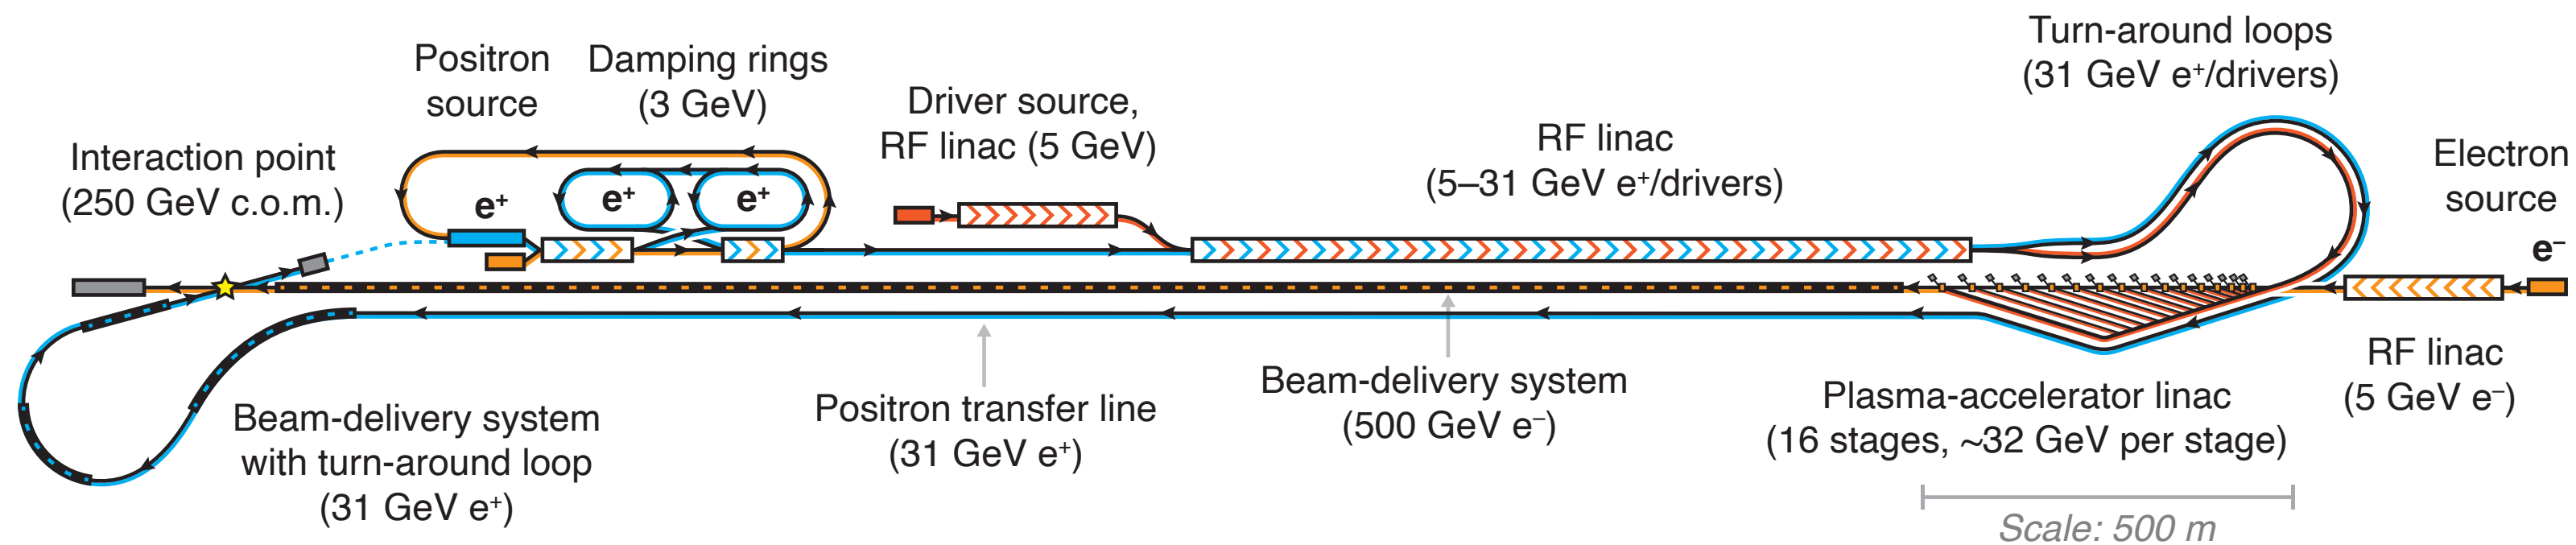 Positron
source
Damping rings
(3 GeV)
Driver source,
RF linac (5 GeV)
RF linac
(5–31 GeV e⁺/drivers)
Turn-around loops
(31 GeV e⁺/drivers)
Electron
source
e⁻
Interaction point
(250 GeV c.o.m.)
e⁺
e⁺
e⁺
Beam-delivery system
with turn-around loop
(31 GeV e⁺)
Positron transfer line
(31 GeV e⁺)
Beam-delivery system
(500 GeV e⁻)
Plasma-accelerator linac
(16 stages, ~32 GeV per stage)
RF linac
(5 GeV e⁻)
Scale: 500 m